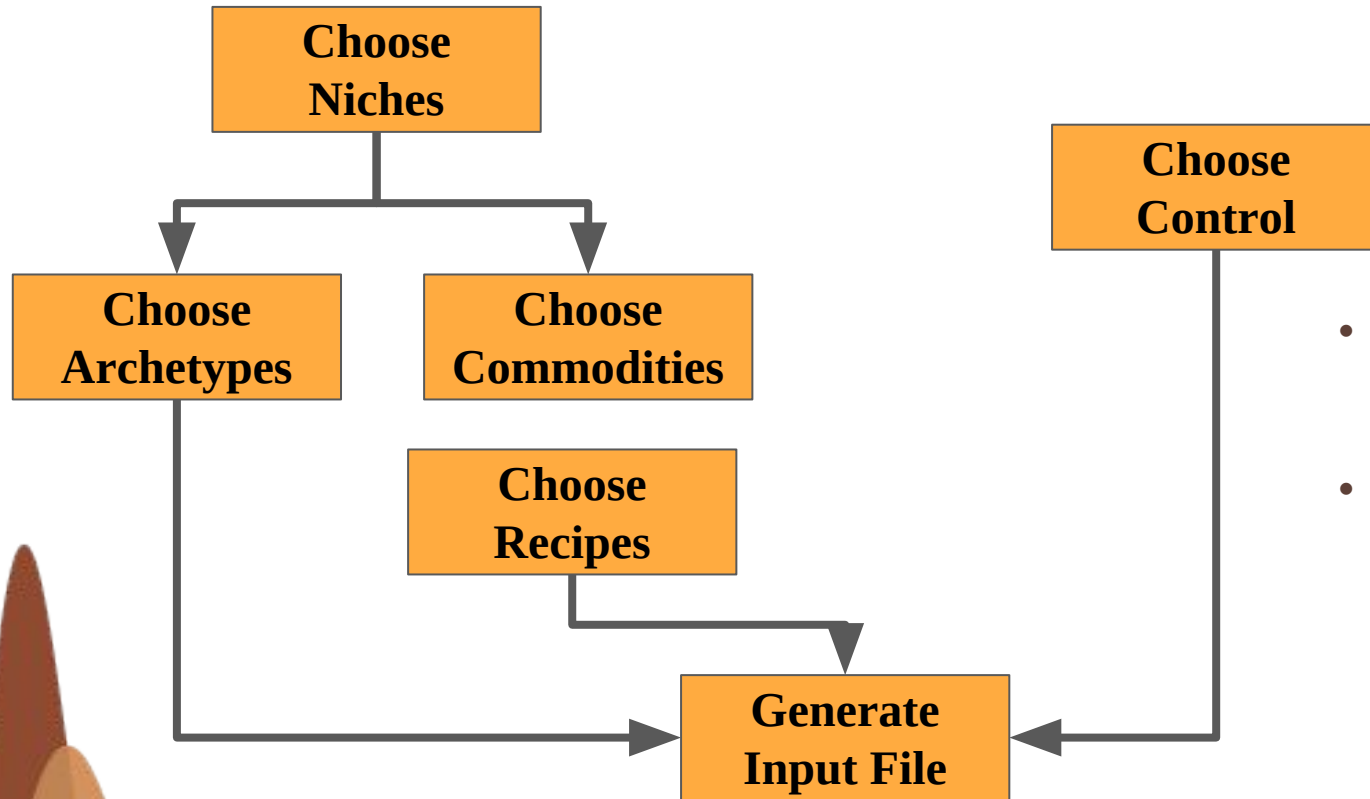 Choose
Niches
Choose
Control
Choose
Archetypes
Choose
Commodities
Choose
Recipes
Generate
Input File